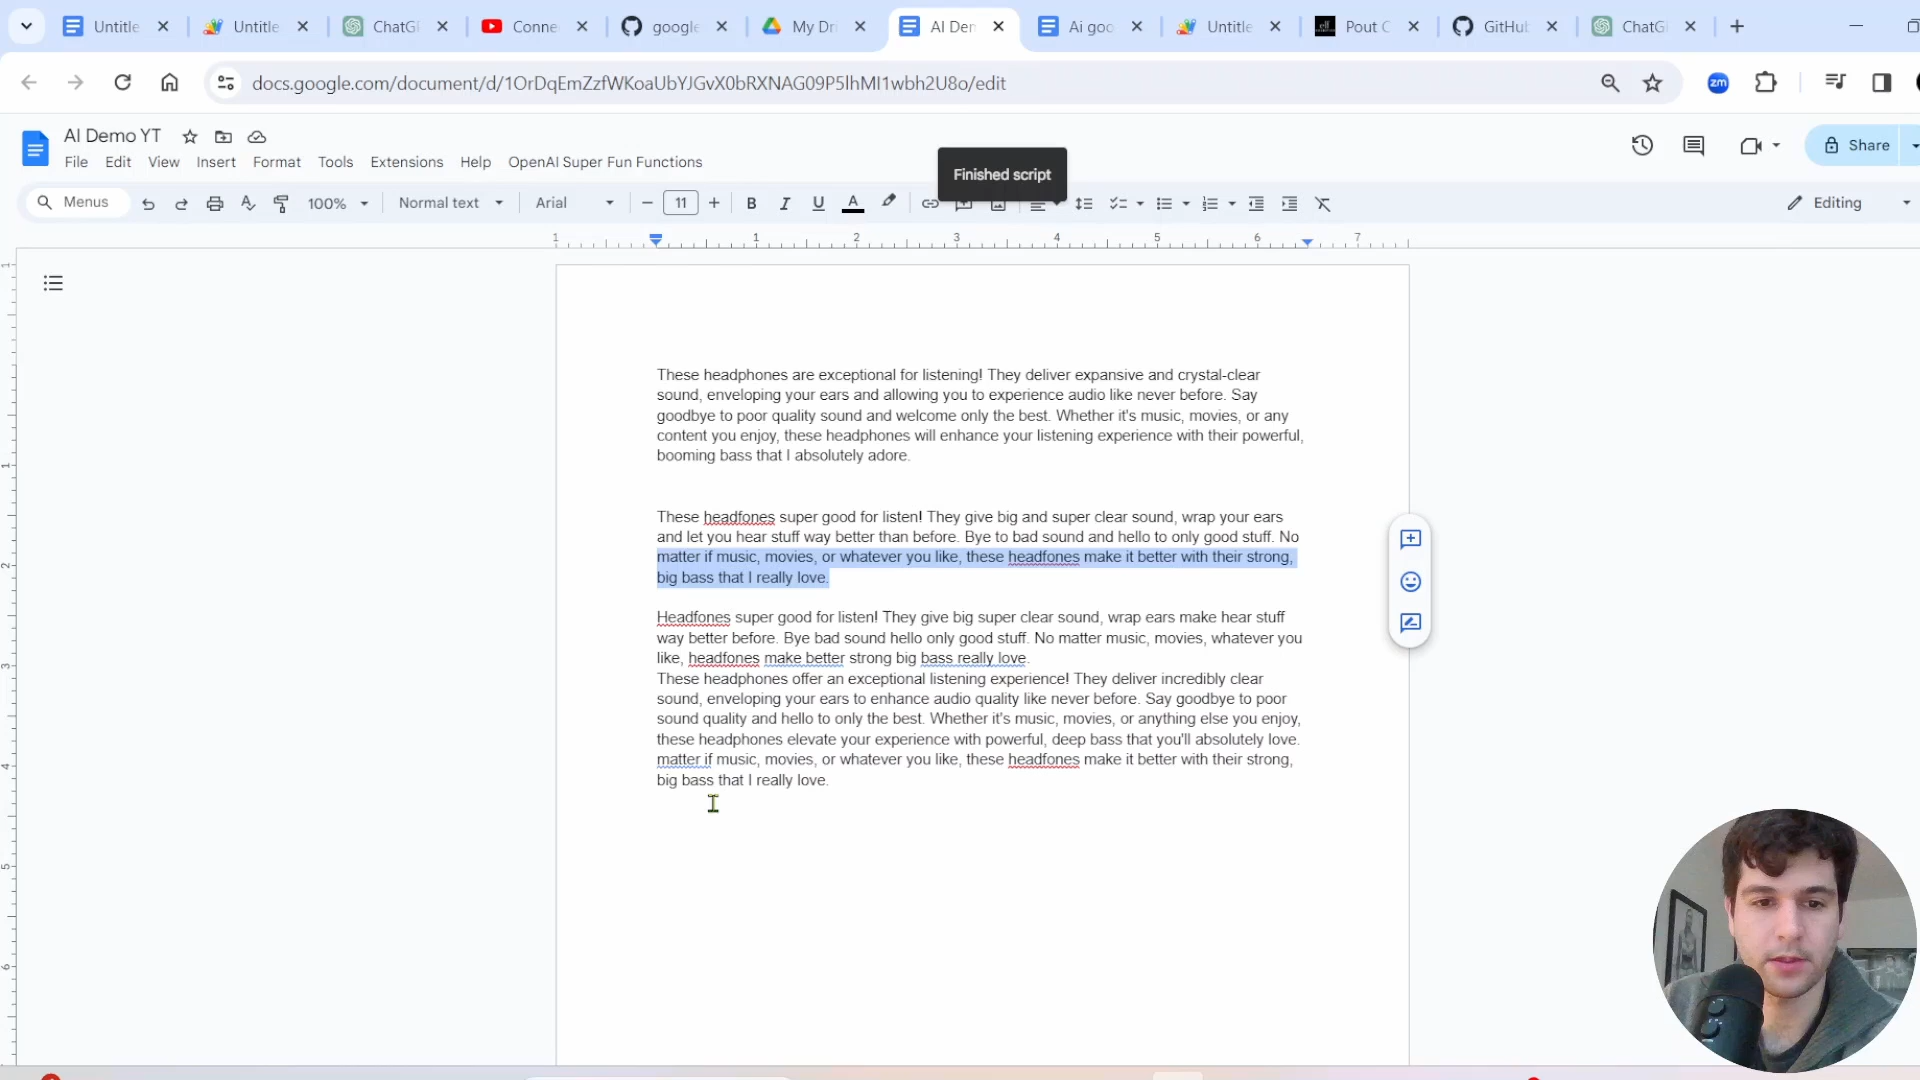 Untitle
Untitle
ChatGP
Conne
google
My Dri
AI Den
Ai goo
Untitle
Pout C
GitHub
ChatGP
docs.google.com/document/d/1OrDqEmZzfWKoaUbYJGvX0bRXNAG09P5lhMI1wbh2U8o/edit
zm
AI Demo YT
File Edit View Insert Format Tools Extensions Help OpenAI Super Fun Functions
Finished script
Share
Menus
100%
Normal text
Arial
11
B I U A
Editing
1 1 2 3 4 5 6 7
These headphones are exceptional for listening! They deliver expansive and crystal-clear
sound, enveloping your ears and allowing you to experience audio like never before. Say
goodbye to poor quality sound and welcome only the best. Whether it's music, movies, or any
content you enjoy, these headphones will enhance your listening experience with their powerful,
booming bass that I absolutely adore.
These headfones super good for listen! They give big and super clear sound, wrap your ears
and let you hear stuff way better than before. Bye to bad sound and hello to only good stuff. No
matter if music, movies, or whatever you like, these headfones make it better with their strong,
big bass that I really love.
Headfones super good for listen! They give big super clear sound, wrap ears make hear stuff
way better before. Bye bad sound hello only good stuff. No matter music, movies, whatever you
like, headfones make better strong big bass really love.
These headphones offer an exceptional listening experience! They deliver incredibly clear
sound, enveloping your ears to enhance audio quality like never before. Say goodbye to poor
sound quality and hello to only the best. Whether it's music, movies, or anything else you enjoy,
these headphones elevate your experience with powerful, deep bass that you'll absolutely love.
matter if music, movies, or whatever you like, these headfones make it better with their strong,
big bass that I really love.